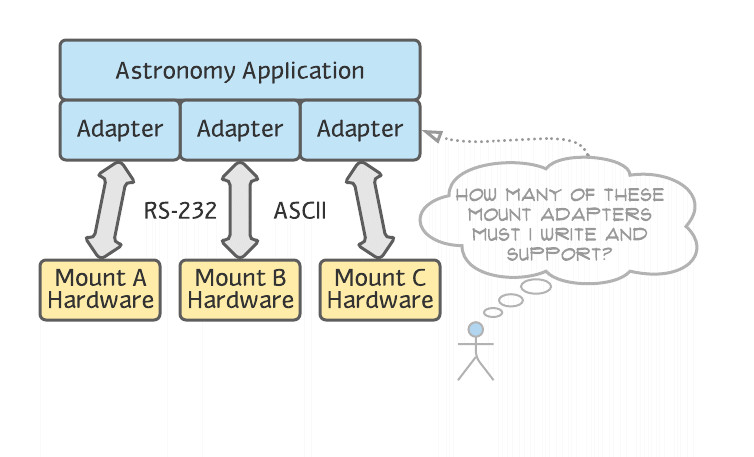 Astronomy Application
Adapter
Adapter
Adapter
RS-232
ASCII
Mount A
Hardware
Mount B
Hardware
Mount C
Hardware
HOW MANY OF THESE
MOUNT ADAPTERS
MUST I WRITE AND
SUPPORT?